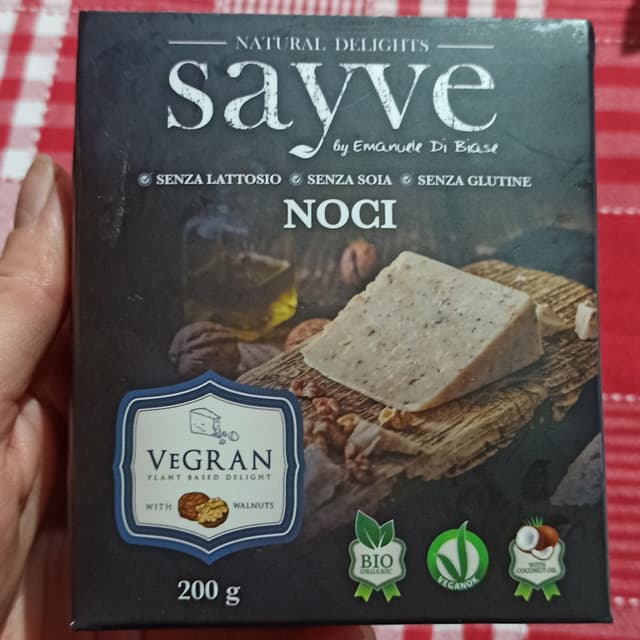 NATURAL DELIGHTS
sayve
by Emanuele Di Biase
SENZA LATTOSIO SENZA SOIA SENZA GLUTINE
NOCI
VEGRAN
PLANT BASED DELIGHT
WITH WALNUTS
200 g
BIO
ORGANIC
VEGANOK
WITH
COCONUT OIL